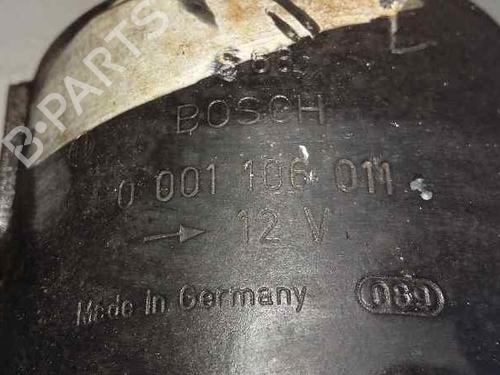 BOSCH
0 001 106 011
→ 12 V
Made in Germany 089
B-PARTS